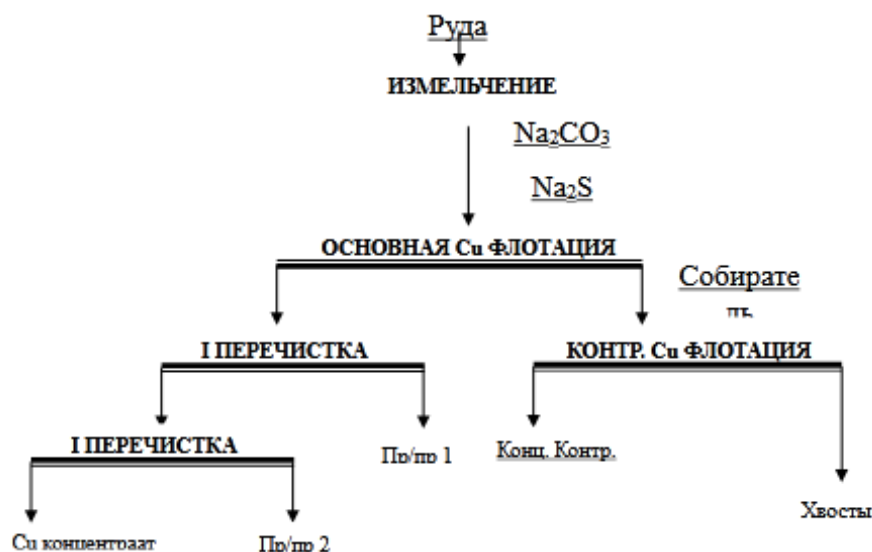 Руда
ИЗМЕЛЬЧЕНИЕ
Na₂CO₃
Na₂S
ОСНОВНАЯ Cu ФЛОТАЦИЯ
Собирате
ль
I ПЕРЕЧИСТКА
КОНТР. Cu ФЛОТАЦИЯ
I ПЕРЕЧИСТКА
Пр/пр 1
Конц. Контр.
Хвосты
Cu концентраат
Пр/пр 2